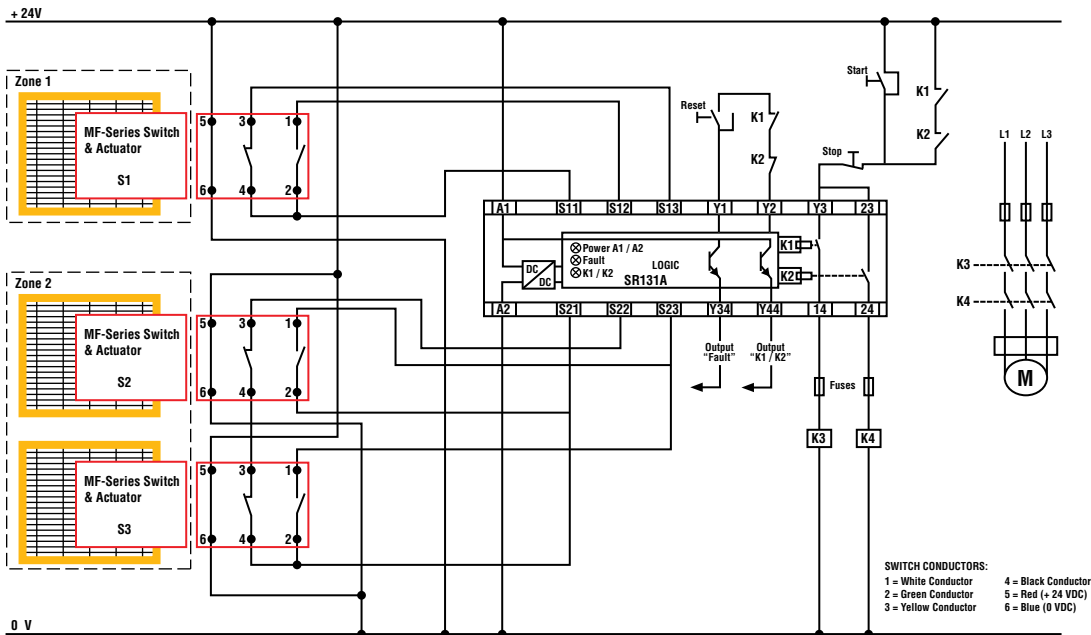 + 24V
Zone 1
MF-Series Switch
& Actuator
S1
5 3 1
6 4 2
Zone 2
MF-Series Switch
& Actuator
S2
5 3 1
6 4 2
MF-Series Switch
& Actuator
S3
5 3 1
6 4 2
Reset
K1
K2
Start
Stop
K1
K2
L1 L2 L3
K3
K4
M
A1 S11 S12 S13 Y1 Y2 Y3 23
Power A1 / A2
Fault
K1 / K2
LOGIC
SR131A
DC
DC
K1
K2
A2 S21 S22 S23 Y34 Y44 14 24
Output
"Fault"
Output
"K1 / K2"
Fuses
K3 K4
SWITCH CONDUCTORS:
1 = White Conductor
2 = Green Conductor
3 = Yellow Conductor
4 = Black Conductor
5 = Red (+ 24 VDC)
6 = Blue (0 VDC)
0 V